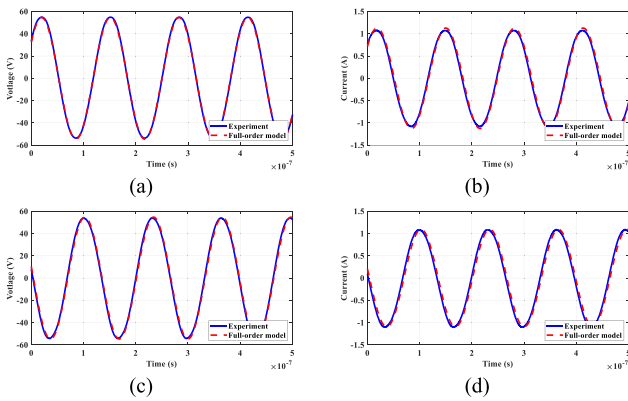 60
40
20
0
-20
-40
-60
Votlage (V)
0 1 2 3 4 5
Time (s)
×10⁻⁷
Experiment
Full-order model
(a)
1.5
1
0.5
0
-0.5
-1
-1.5
Current (A)
0 1 2 3 4 5
Time (s)
×10⁻⁷
Experiment
Full-order model
(b)
60
40
20
0
-20
-40
-60
Votlage (V)
0 1 2 3 4 5
Time (s)
×10⁻⁷
Experiment
Full-order model
(c)
1.5
1
0.5
0
-0.5
-1
-1.5
Current (A)
0 1 2 3 4 5
Time (s)
×10⁻⁷
Experiment
Full-order model
(d)